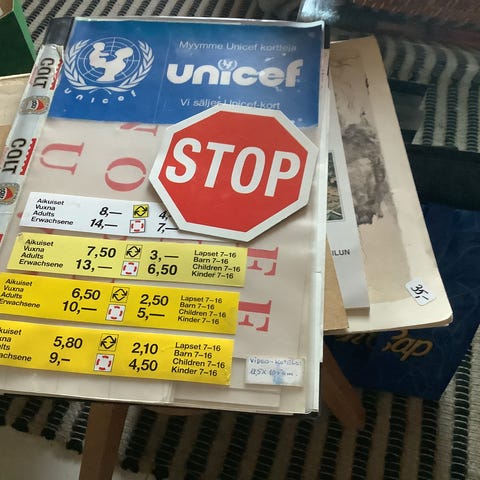 Myymme Unicef kortteja
unicef
unicef
Vi säljer Unicef-kort
COLT
COLT
STOP
Aikuiset
Vuxna
Adults
Erwachsene
8,—
14,—
Aikuiset
Vuxna
Adults
Erwachsene
7,50
13,—
3,—
6,50
Lapset 7–16
Barn 7–16
Children 7–16
Kinder 7–16
Aikuiset
Vuxna
Adults
Erwachsene
6,50
10,—
2,50
5,—
Lapset 7–16
Barn 7–16
Children 7–16
Kinder 7–16
Aikuiset
Vuxna
Adults
Erwachsene
5,80
9,—
2,10
4,50
Lapset 7–16
Barn 7–16
Children 7–16
Kinder 7–16
35,-